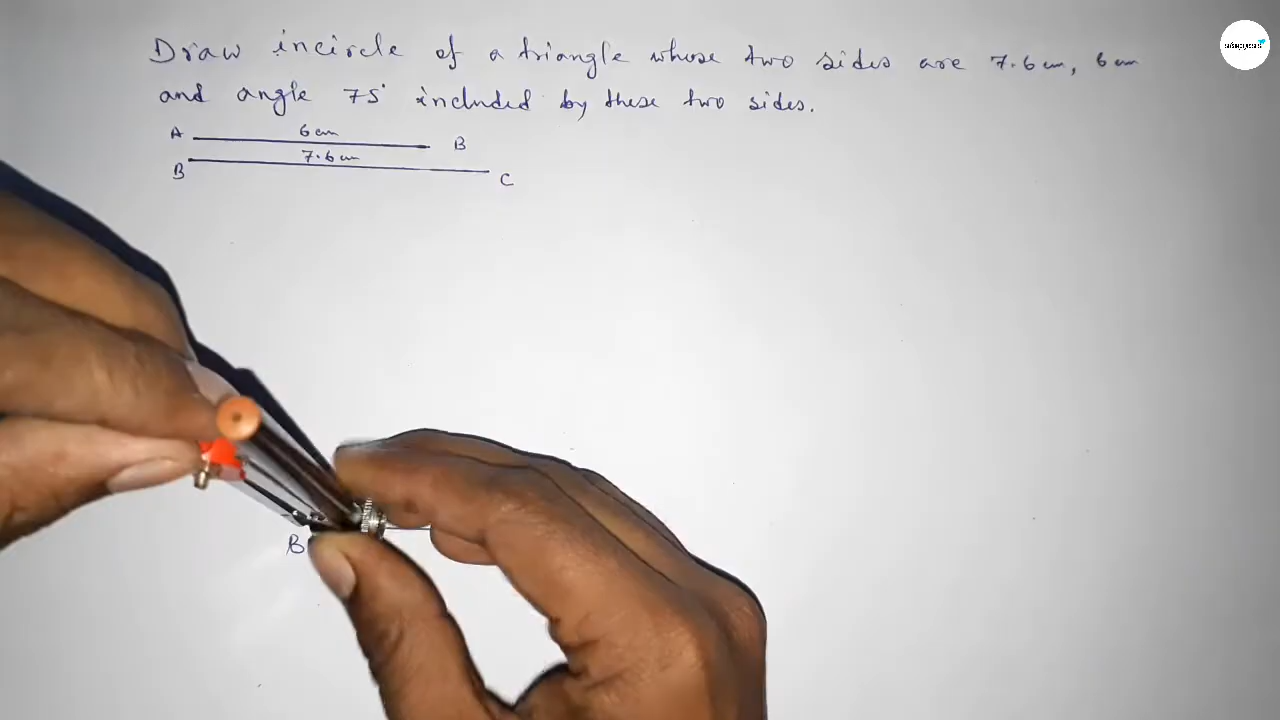 Draw incircle of a triangle whose two sides are 7.6 cm, 6 cm
and angle 75° included by these two sides.
A 6 cm B
B 7.6 cm C
B